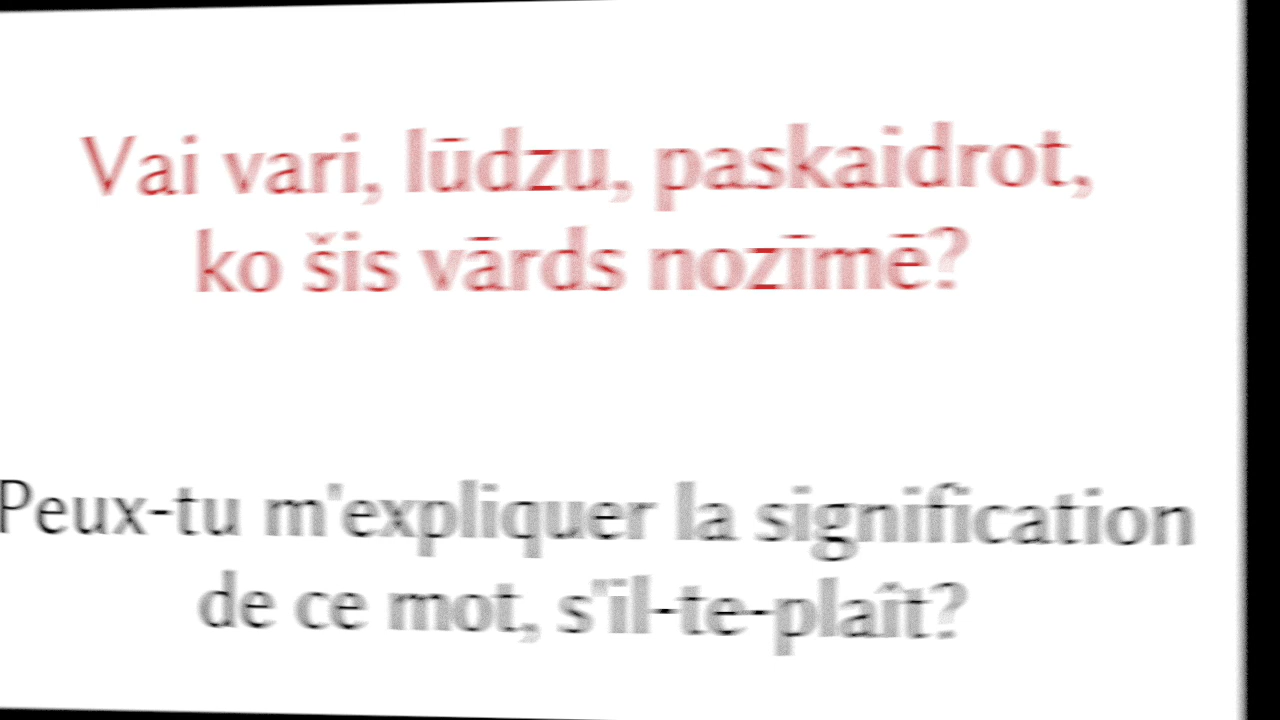 Vai vari, lūdzu, paskaidrot,
ko šis vārds nozīmē?
Peux-tu m'expliquer la signification
de ce mot, s'il-te-plaît?